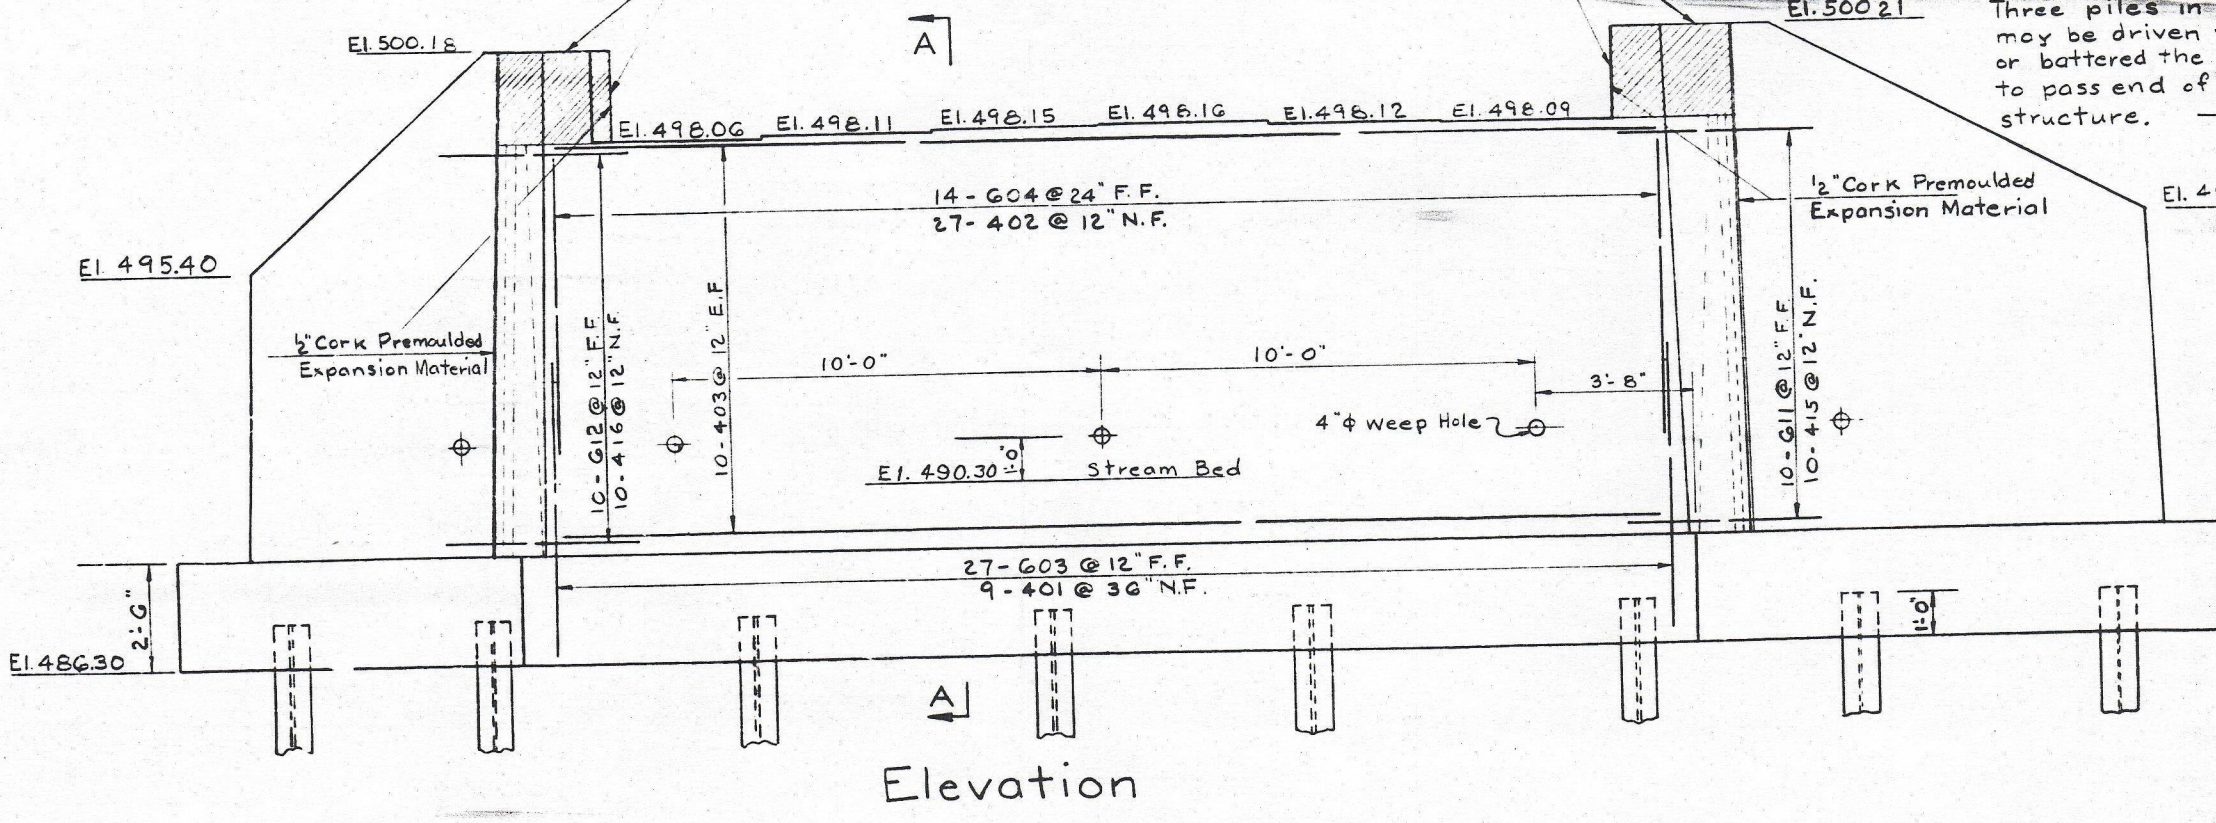 El. 500.18
A
El. 500 21
Three piles in
may be driven
or battered the
to pass end of
structure.
El. 498.06
El. 498.11
El. 498.15
El. 498.16
El. 498.12
El. 498.09
14 - 604 @ 24" F. F.
27 - 402 @ 12" N.F.
½" Cork Premoulded
Expansion Material
El. 4
El. 495.40
½" Cork Premoulded
Expansion Material
10 - 612 @ 12" F.F.
10 - 416 @ 12" N.F.
10 - 403 @ 12" E.F
10'-0"
10'-0"
3'-8"
10 - 611 @ 12" F.F
10 - 415 @ 12" N.F.
4"ϕ Weep Hole
El. 490.30
1'-0"
Stream Bed
27 - 603 @ 12" F. F.
9 - 401 @ 36" N.F.
2'-6"
1'-0"
El. 486.30
A
Elevation